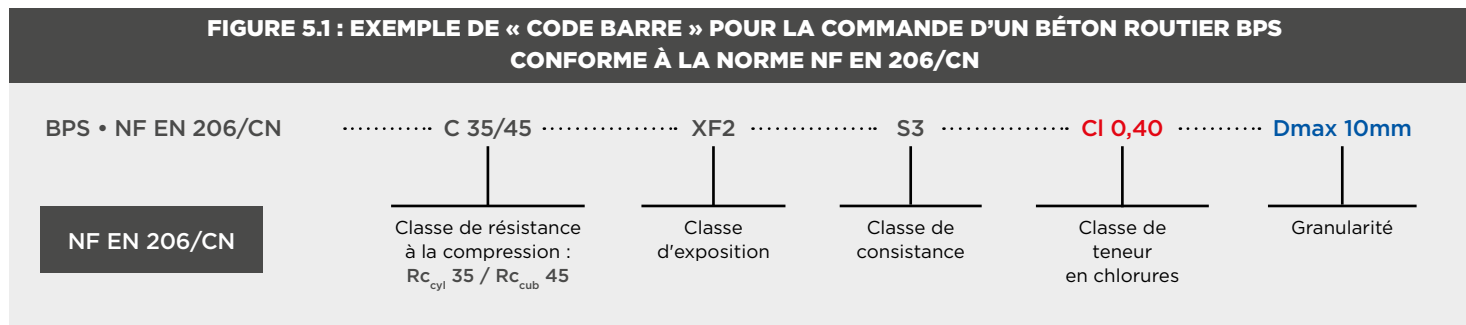 FIGURE 5.1 : EXEMPLE DE « CODE BARRE » POUR LA COMMANDE D'UN BÉTON ROUTIER BPS
CONFORME À LA NORME NF EN 206/CN
BPS • NF EN 206/CN ........... C 35/45 ................. XF2 ................ S3 ................ Cl 0,40 ........... Dmax 10mm
NF EN 206/CN
Classe de résistance
à la compression :
Rccyl 35 / Rccub 45
Classe
d'exposition
Classe de
consistance
Classe de
teneur
en chlorures
Granularité